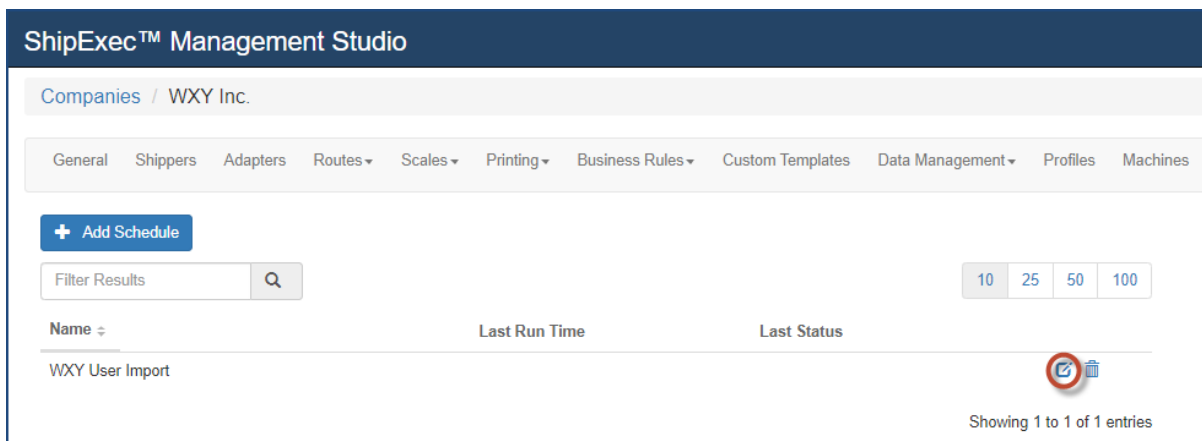 ShipExec™ Management Studio
Companies / WXY Inc.
General Shippers Adapters Routes Scales Printing Business Rules Custom Templates Data Management Profiles Machines
+ Add Schedule
Filter Results 10 25 50 100
Name Last Run Time Last Status
WXY User Import
Showing 1 to 1 of 1 entries